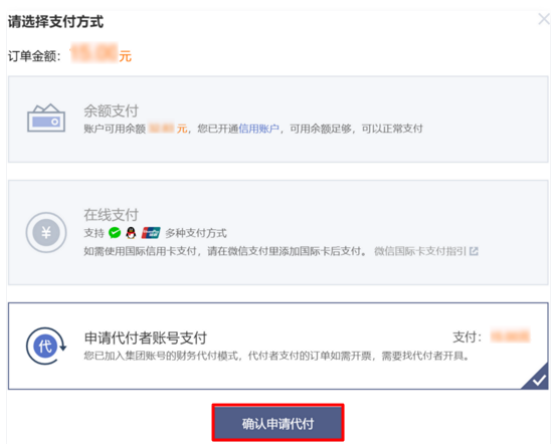 请选择支付方式
订单金额: 元
余额支付
账户可用余额 元，您已开通信用账户，可用余额足够，可以正常支付
¥
在线支付
支持 多种支付方式
如需使用国际信用卡支付，请在微信支付里添加国际卡后支付。 微信国际卡支付指引
代
申请代付者账号支付 支付:
您已加入集团账号的财务代付模式，代付者支付的订单如需开票，需要找代付者开具。
确认申请代付